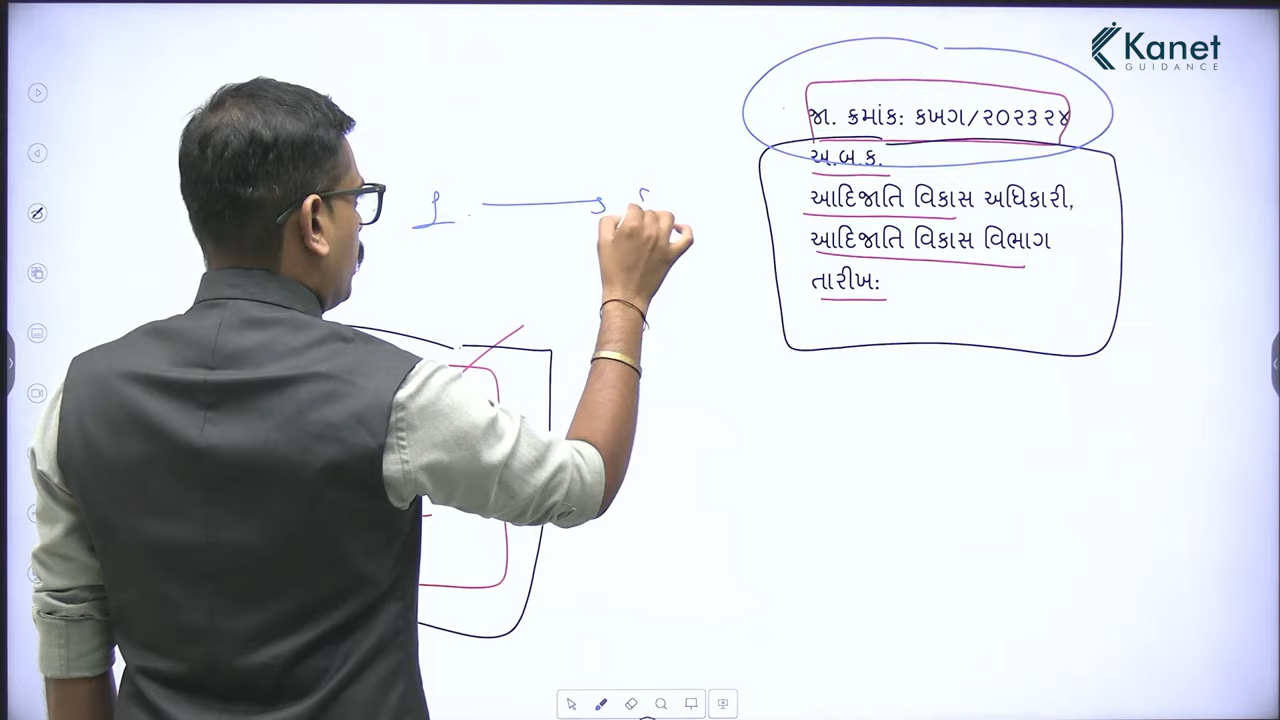 Kanet
GUIDANCE
જા. ક્રમાંક: કખગ/૨૦૨૩૨૪
અ.બ.ક.
આદિજાતિ વિકાસ અધિકારી,
આદિજાતિ વિકાસ વિભાગ
તારીખ: